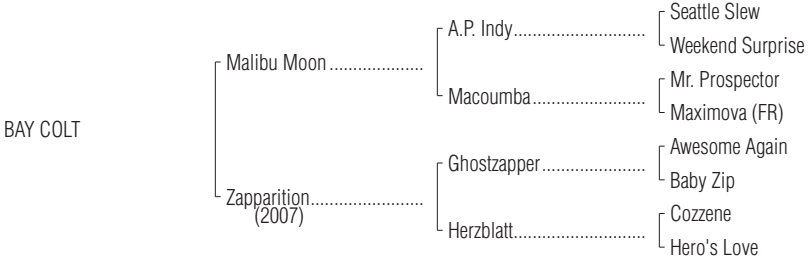 Seattle Slew
A.P. Indy
Weekend Surprise
Malibu Moon
Mr. Prospector
Macoumba
Maximova (FR)
BAY COLT
Awesome Again
Ghostzapper
Baby Zip
Zapparition
(2007)
Cozzene
Herzblatt
Hero's Love